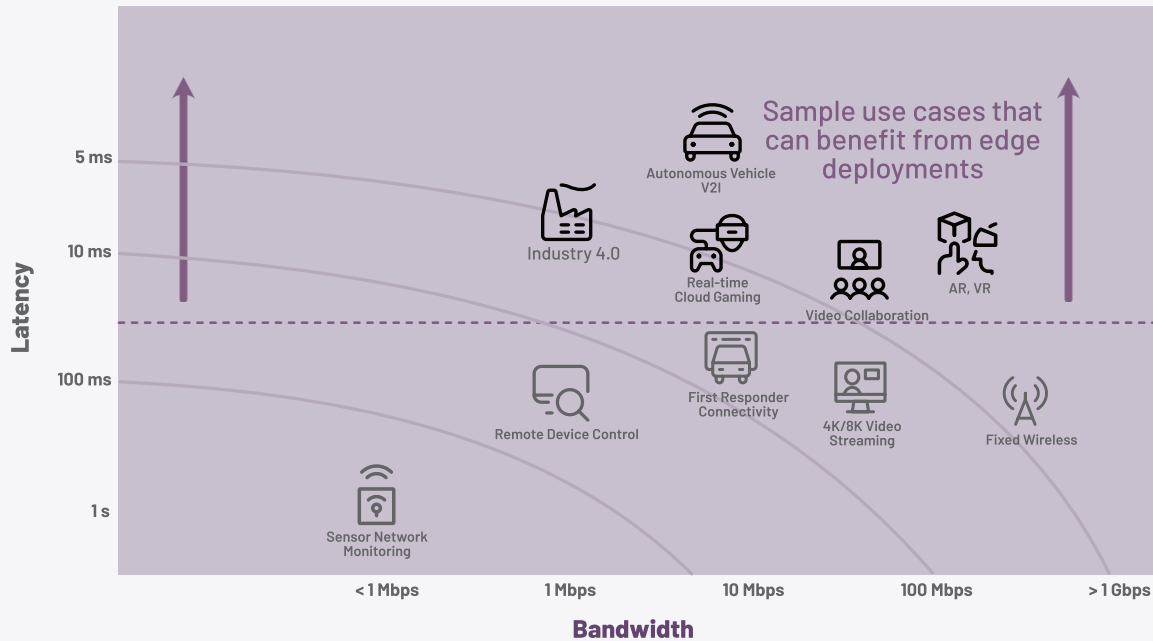 Sample use cases that
can benefit from edge
deployments
5 ms
Autonomous Vehicle
V2I
10 ms
Industry 4.0
Real-time
Cloud Gaming
AR, VR
Video Collaboration
Latency
100 ms
First Responder
Connectivity
Remote Device Control
4K/8K Video
Streaming
Fixed Wireless
1 s
Sensor Network
Monitoring
< 1 Mbps
1 Mbps
10 Mbps
100 Mbps
> 1 Gbps
Bandwidth